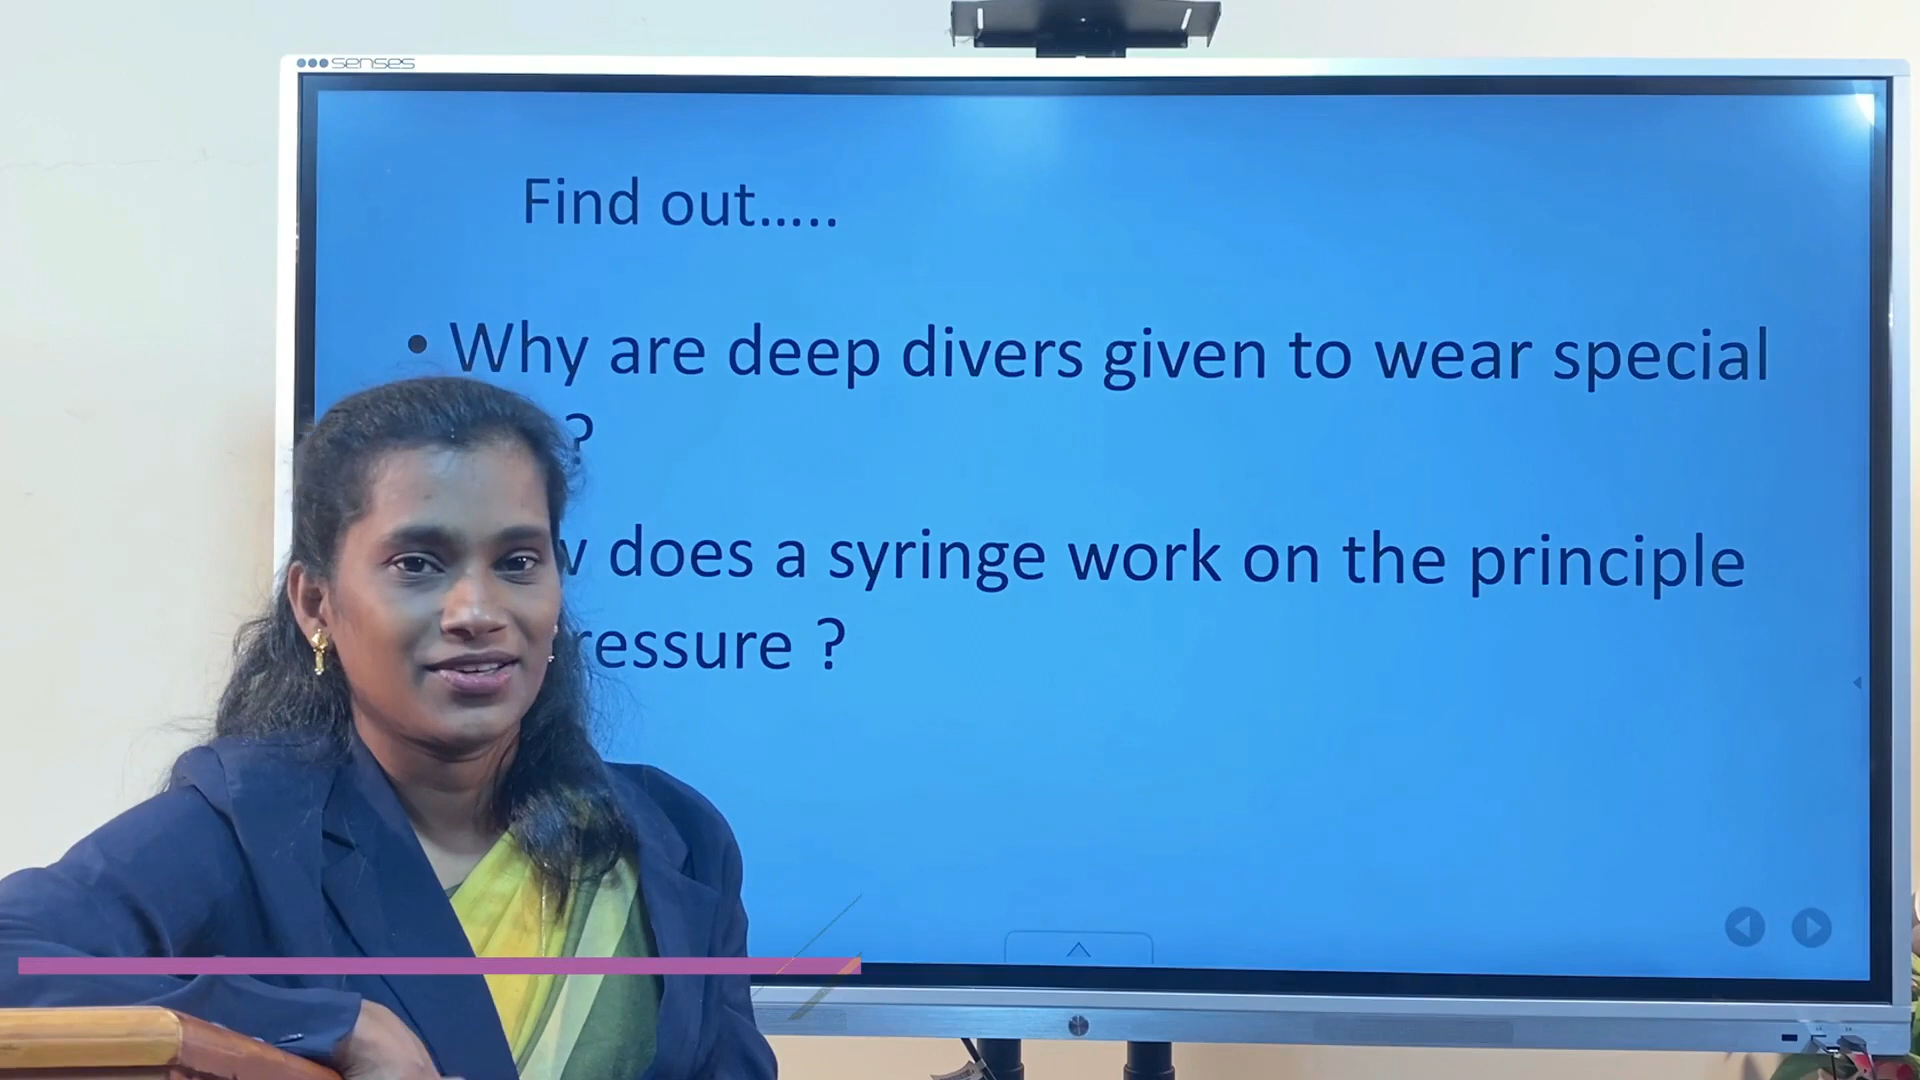 senses
Find out.....
• Why are deep divers given to wear special
?
does a syringe work on the principle
ressure ?